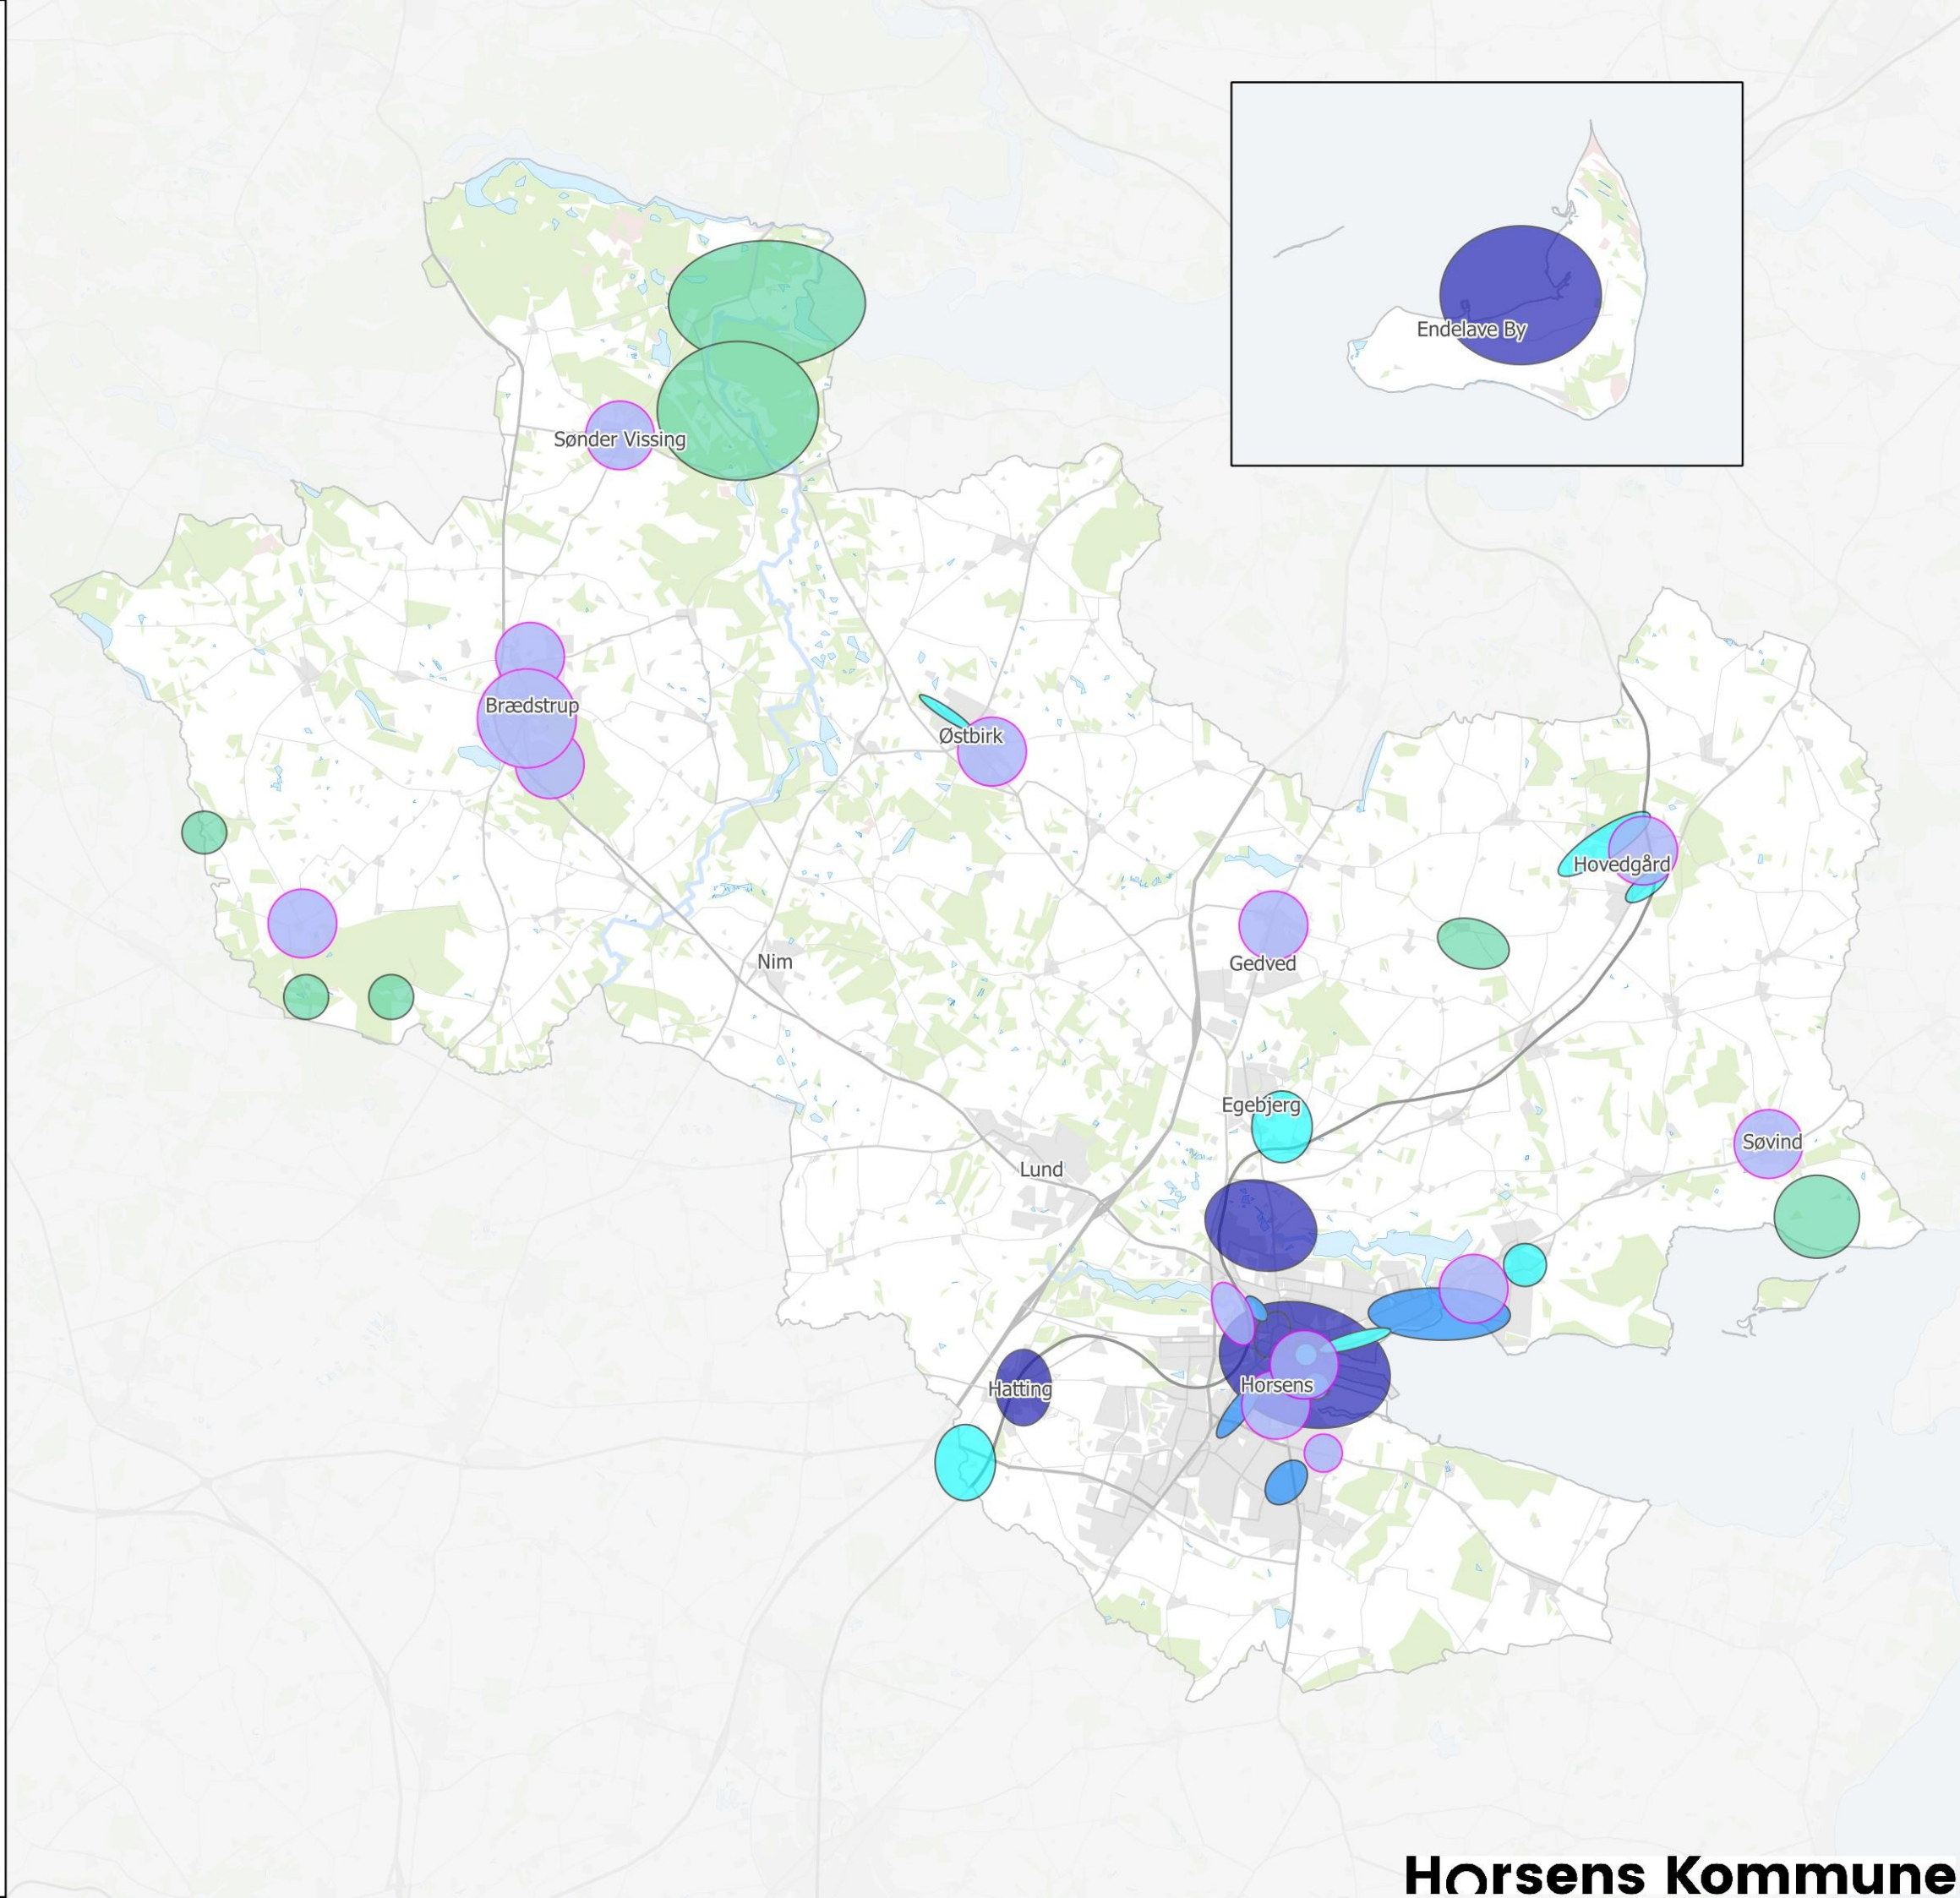 Endelave By
Sønder Vissing
Brædstrup
Østbirk
Hovedgård
Nim
Gedved
Egebjerg
Søvind
Lund
Horsens
Hatting
Horsens Kommune